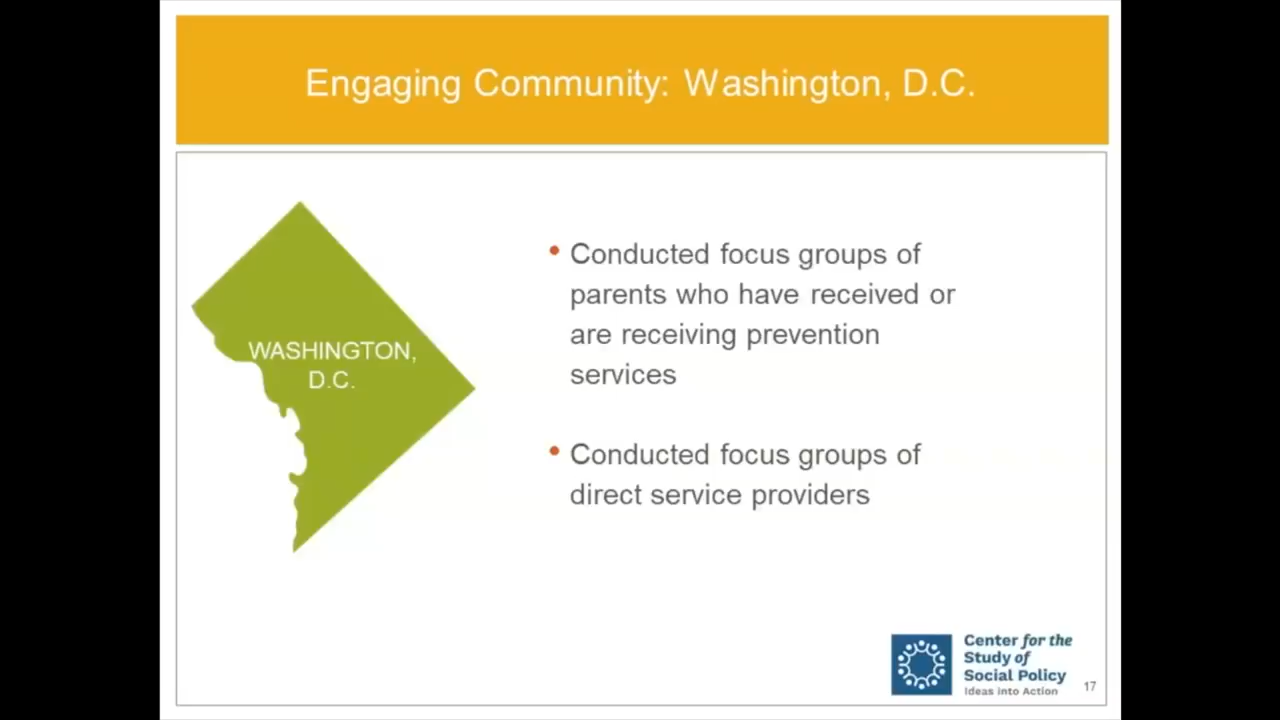 Engaging Community: Washington, D.C.
WASHINGTON,
D.C.
• Conducted focus groups of
parents who have received or
are receiving prevention
services
• Conducted focus groups of
direct service providers
Center for the
Study of
Social Policy
Ideas into Action
17